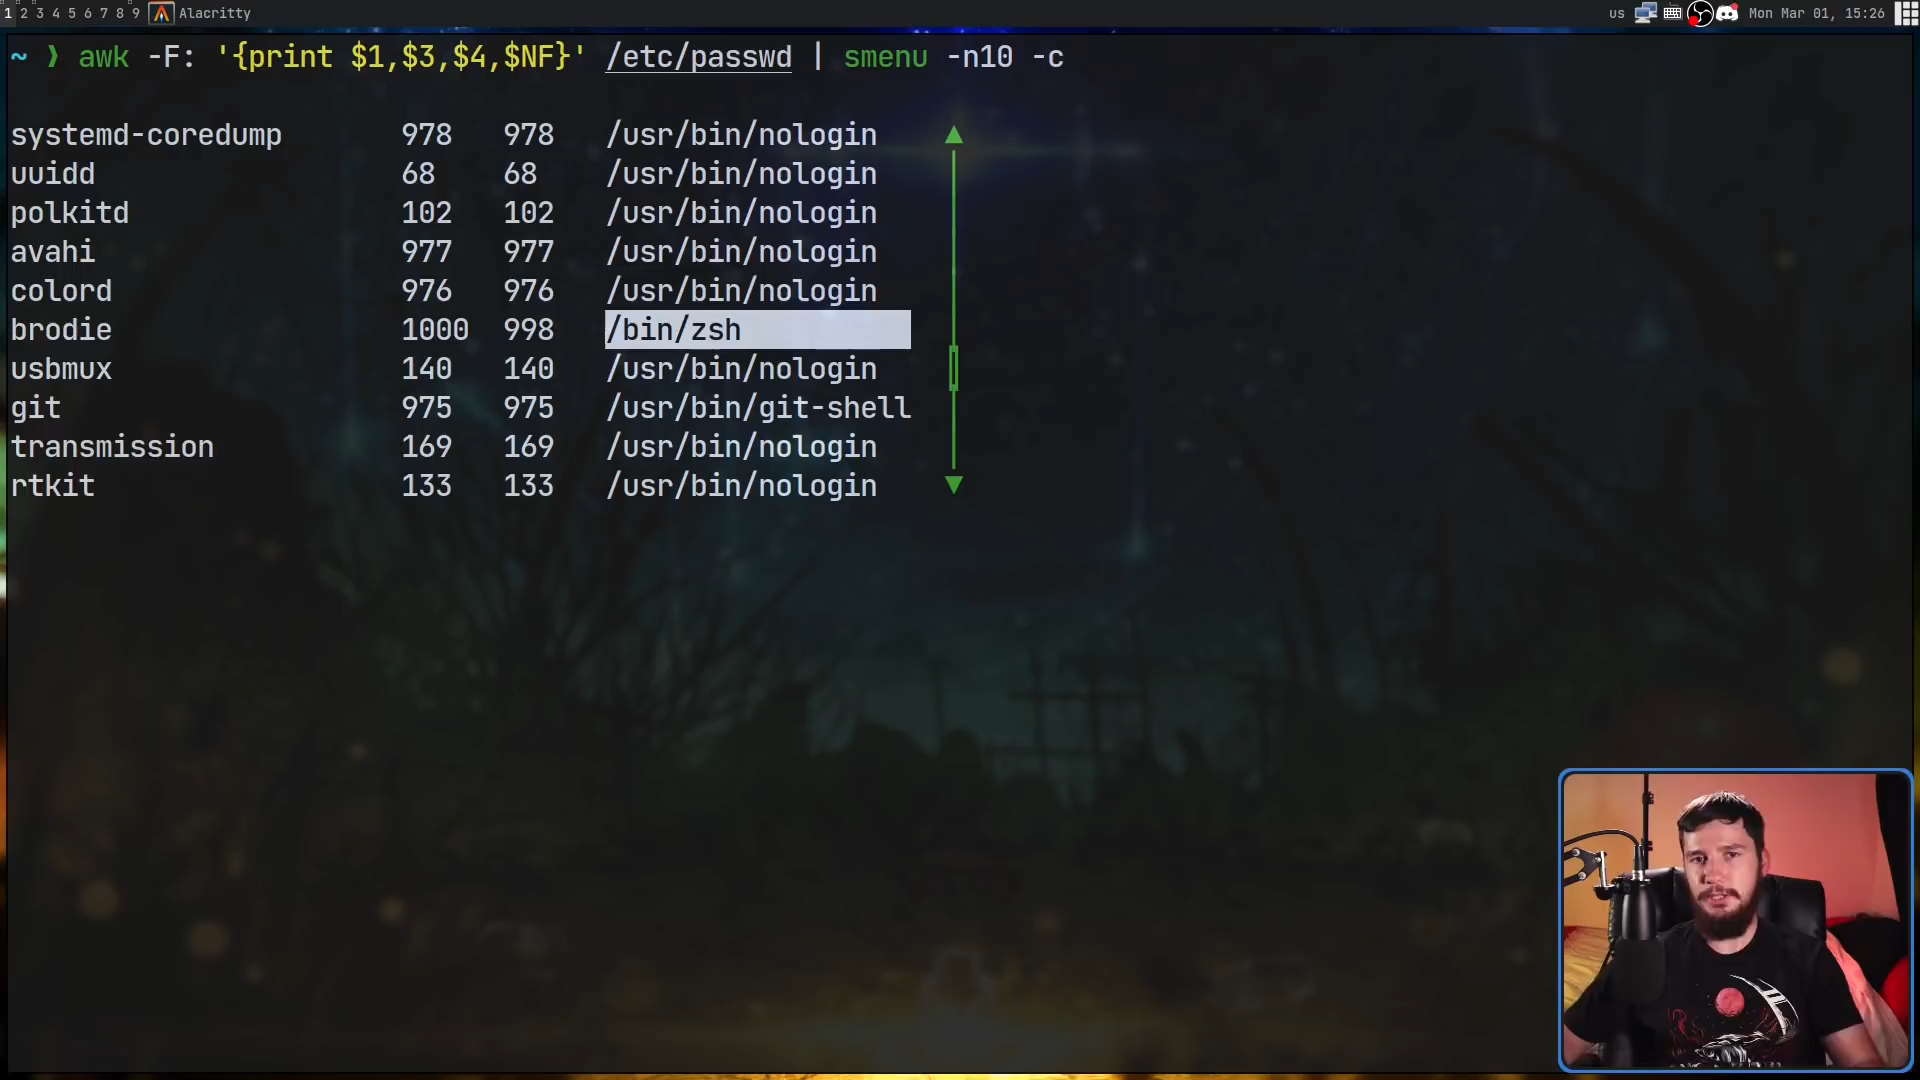 1 2 3 4 5 6 7 8 9 Alacritty us Mon Mar 01, 15:26
~ ❯ awk -F: '{print $1,$3,$4,$NF}' /etc/passwd | smenu -n10 -c
systemd-coredump 978 978 /usr/bin/nologin
uuidd 68 68 /usr/bin/nologin
polkitd 102 102 /usr/bin/nologin
avahi 977 977 /usr/bin/nologin
colord 976 976 /usr/bin/nologin
brodie 1000 998 /bin/zsh
usbmux 140 140 /usr/bin/nologin
git 975 975 /usr/bin/git-shell
transmission 169 169 /usr/bin/nologin
rtkit 133 133 /usr/bin/nologin